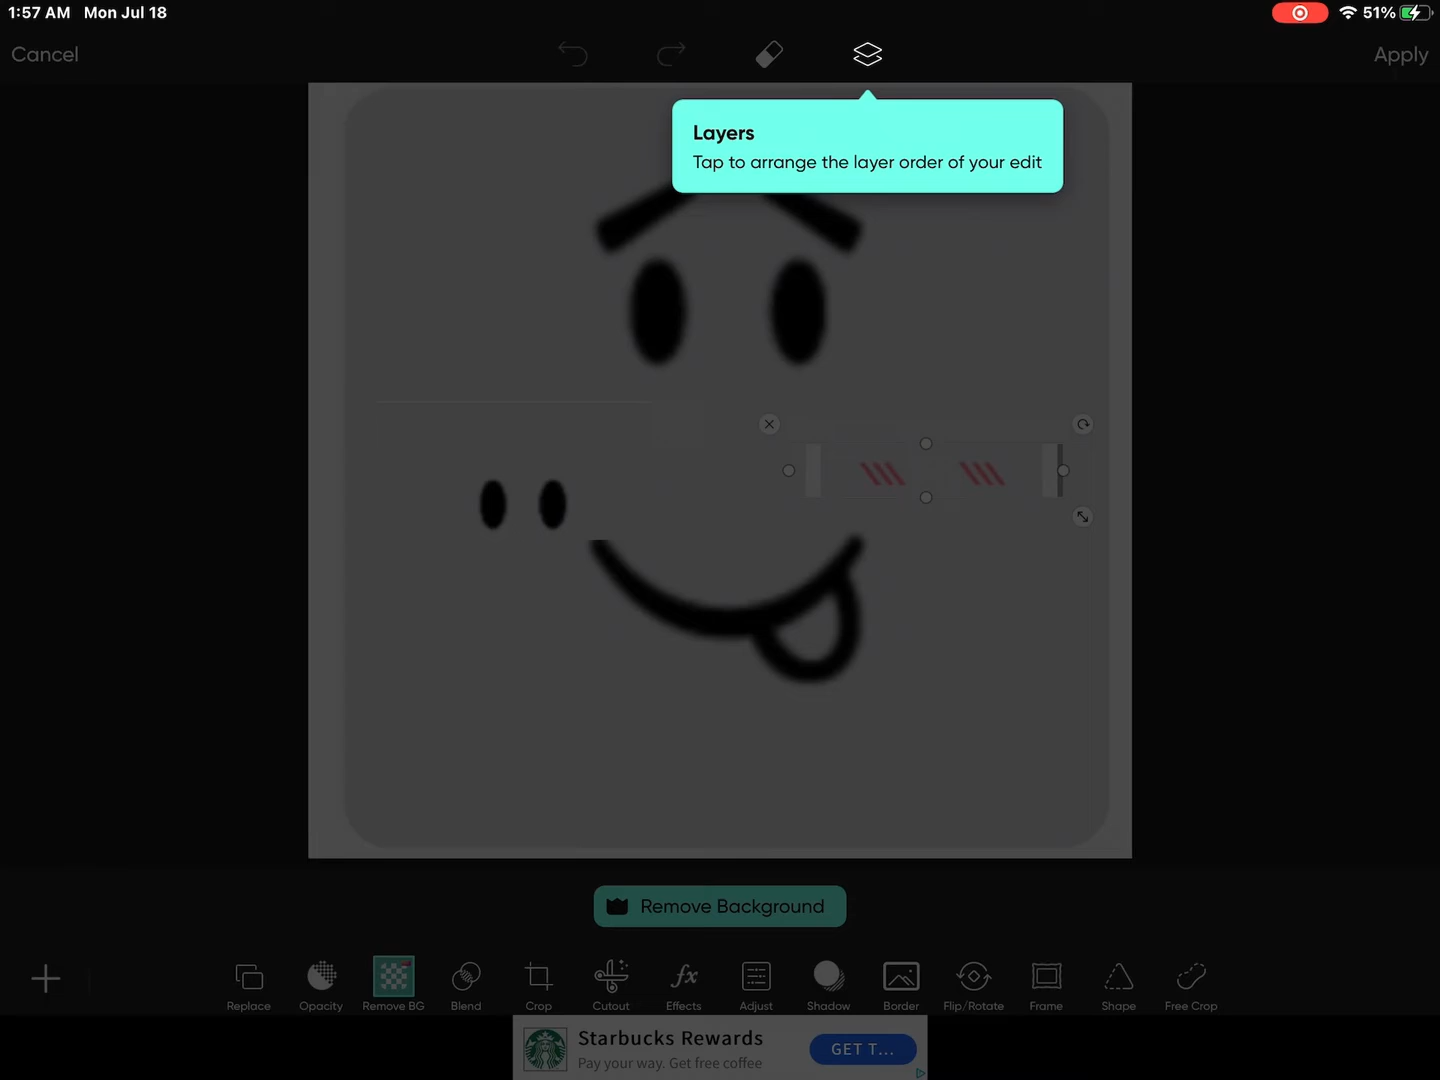 1:57 AM Mon Jul 18
51%
Cancel
Apply
Layers
Tap to arrange the layer order of your edit
Remove Background
Replace
Opacity
Remove BG
Blend
Crop
Cutout
fx
Effects
Adjust
Shadow
Border
Flip/Rotate
Frame
Shape
Free Crop
Starbucks Rewards
Pay your way. Get free coffee
GET T...